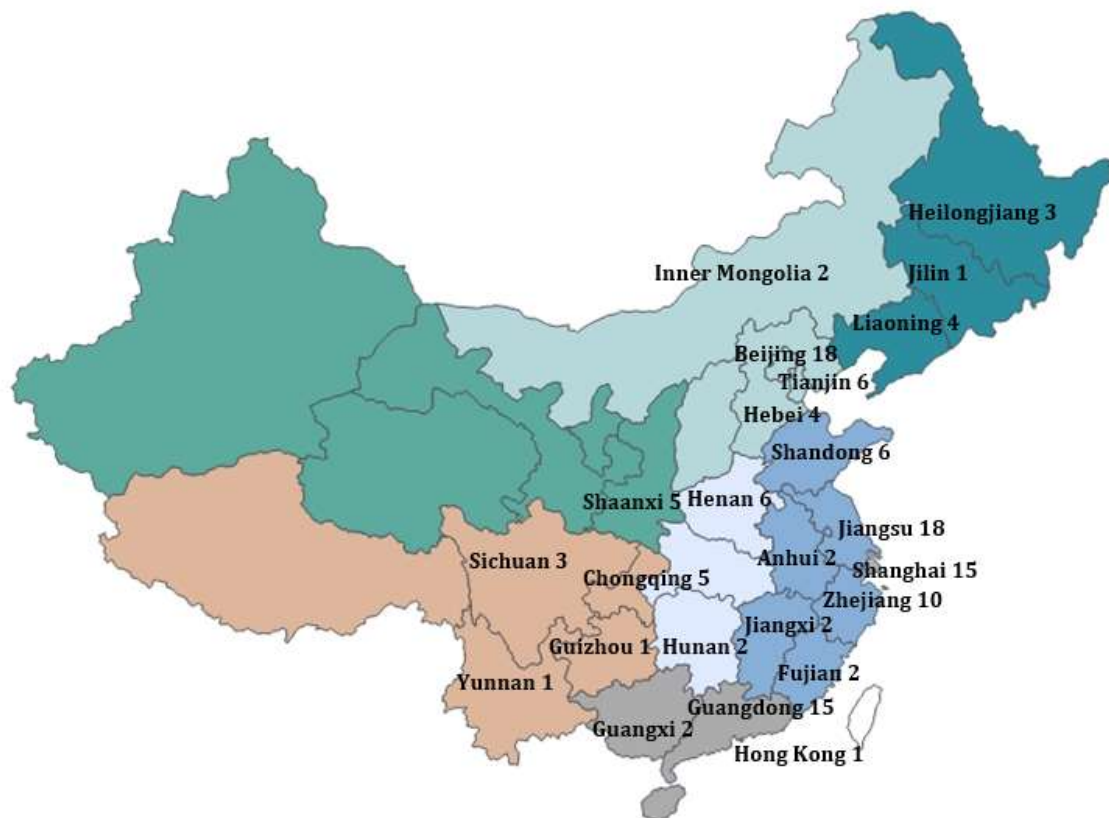 Heilongjiang 3
Inner Mongolia 2
Jilin 1
Liaoning 4
Beijing 18
Tianjin 6
Hebei 4
Shandong 6
Shaanxi 5
Henan 6
Jiangsu 18
Sichuan 3
Anhui 2
Shanghai 15
Chongqing 5
Zhejiang 10
Jiangxi 2
Guizhou 1
Hunan 2
Fujian 2
Yunnan 1
Guangdong 15
Guangxi 2
Hong Kong 1